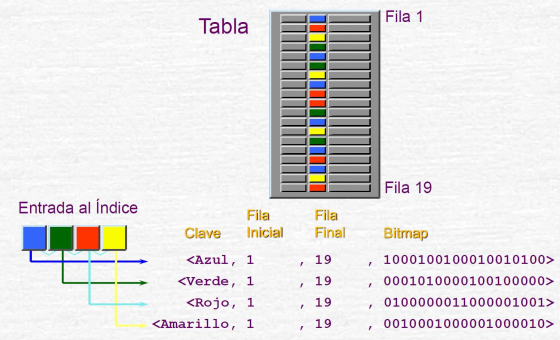 Tabla
Fila 1
Fila 19
Entrada al Índice
Clave Fila Inicial Fila Final Bitmap
<Azul, 1 , 19 , 1000100100010010100>
<Verde, 1 , 19 , 0001010000100100000>
<Rojo, 1 , 19 , 0100000011000001001>
<Amarillo, 1 , 19 , 0010001000001000010>